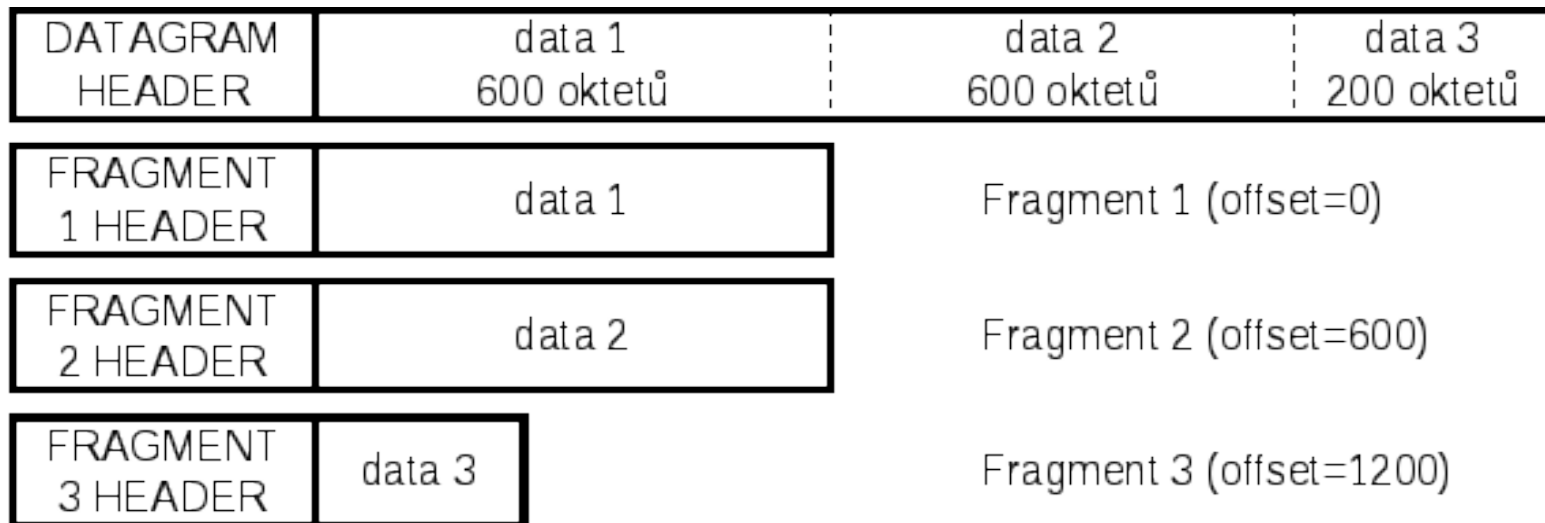 DATAGRAM
HEADER
data 1
600 oktetů
data 2
600 oktetů
data 3
200 oktetů
FRAGMENT
1 HEADER
data 1
Fragment 1 (offset=0)
FRAGMENT
2 HEADER
data 2
Fragment 2 (offset=600)
FRAGMENT
3 HEADER
data 3
Fragment 3 (offset=1200)